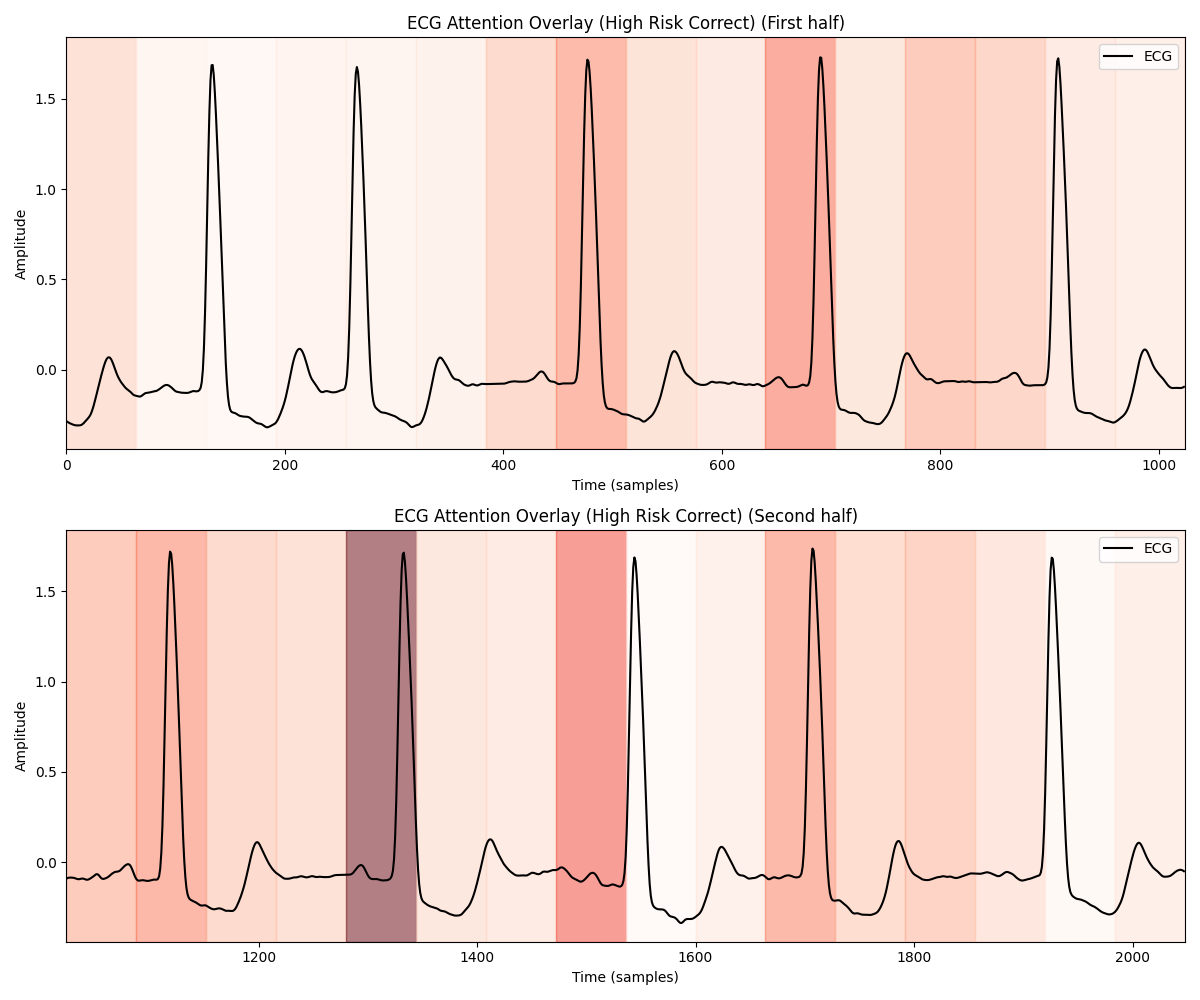 ECG Attention Overlay (High Risk Correct) (First half)
ECG
1.5
1.0
0.5
0.0
Amplitude
0 200 400 600 800 1000
Time (samples)
ECG Attention Overlay (High Risk Correct) (Second half)
ECG
1.5
1.0
0.5
0.0
Amplitude
1200 1400 1600 1800 2000
Time (samples)